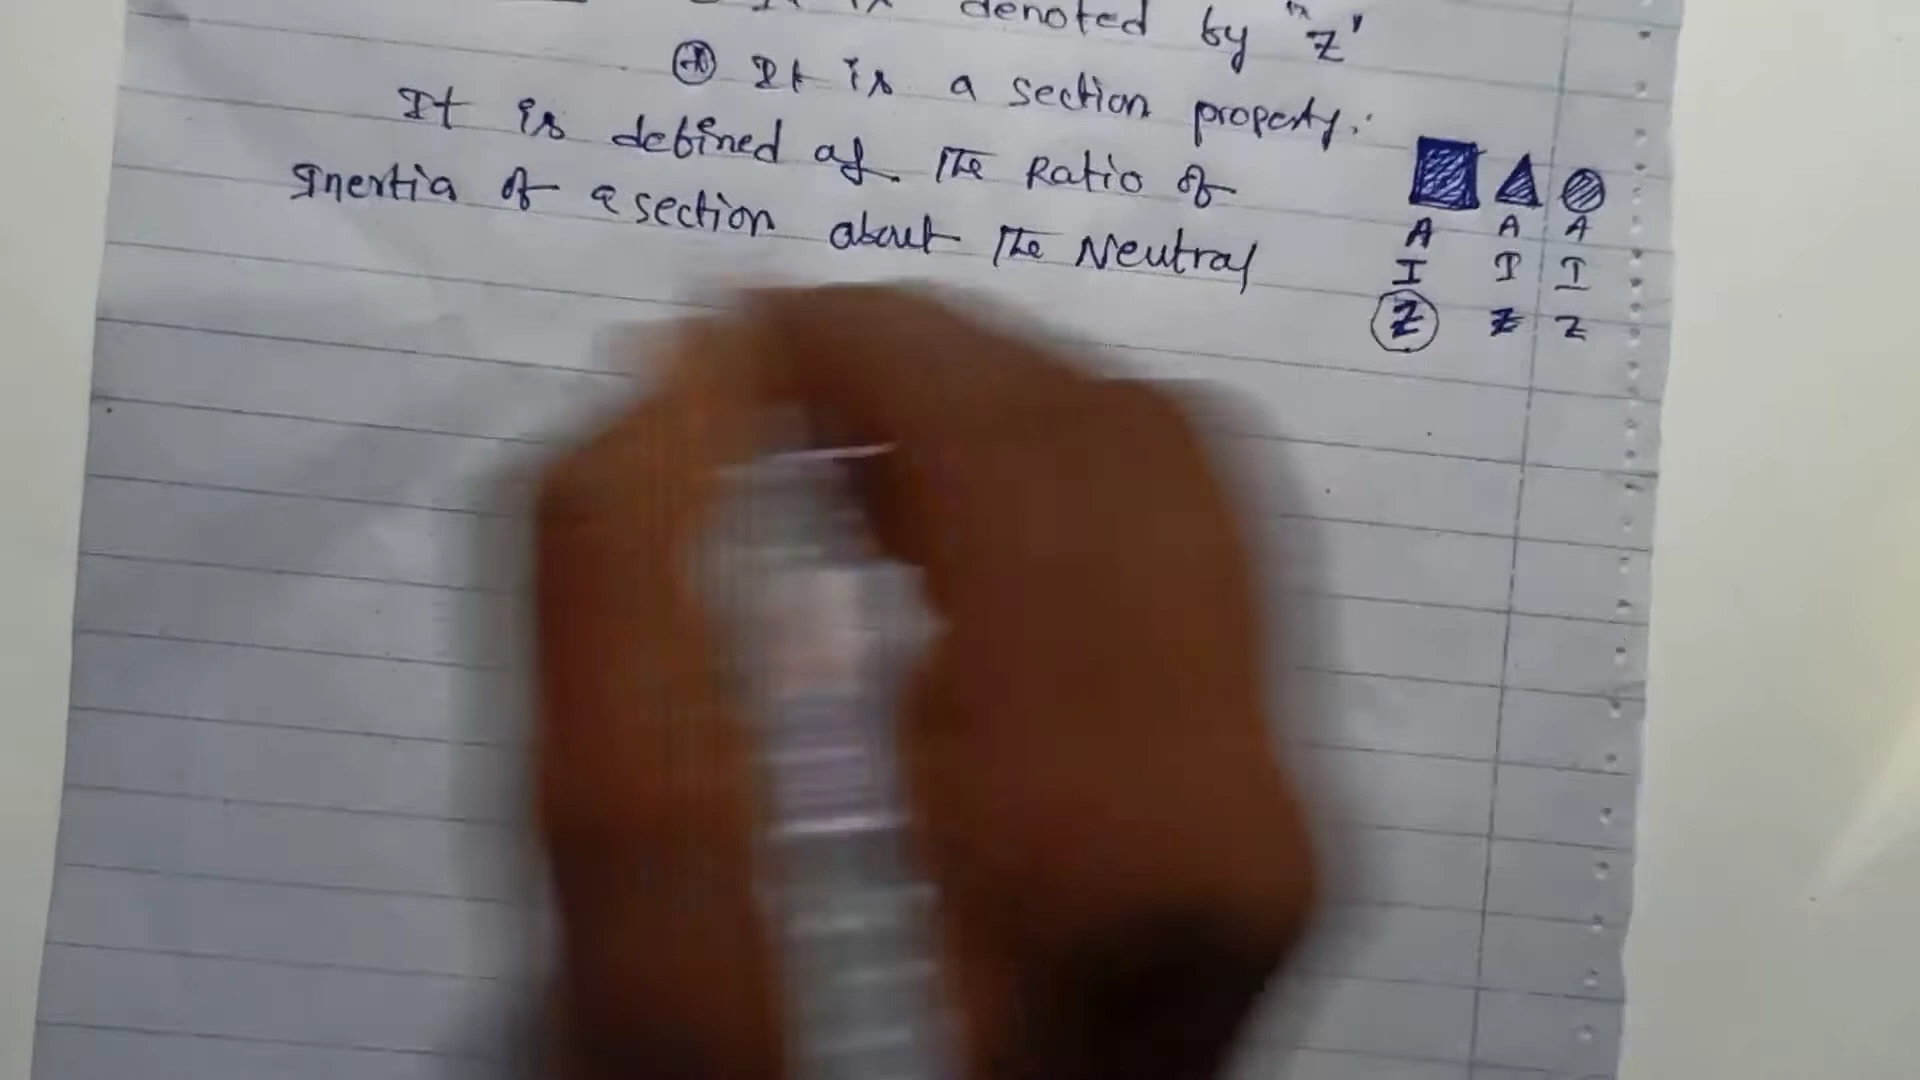 denoted by "Z"
It is a section property.
It is defined as. The Ratio of
Inertia of a section about The Neutral
A A A
I I I
Z Z Z